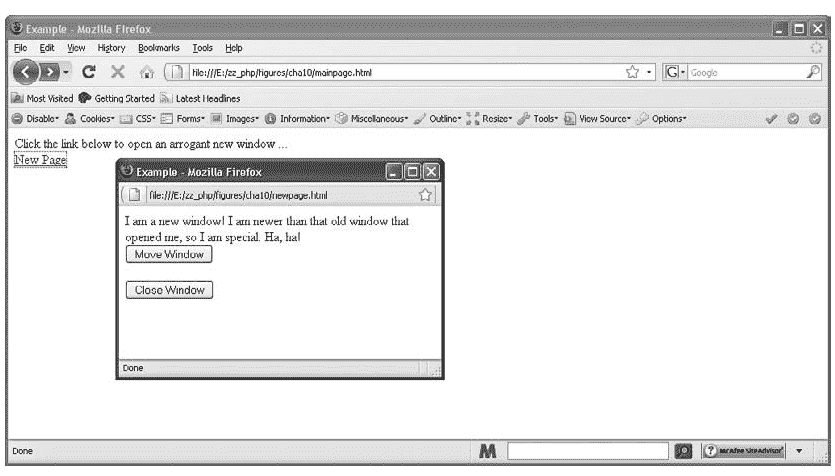 Example - Mozilla Firefox
File Edit View History Bookmarks Tools Help
file:///E:/zz_php/figures/cha10/mainpage.html
G Google
Most Visited Getting Started Latest Headlines
Disable Cookies CSS Forms Images Information Miscellaneous Outline Resize Tools View Source Options
Click the link below to open an arrogant new window ...
New Page
Example - Mozilla Firefox
file:///E:/zz_php/figures/cha10/newpage.html
I am a new window! I am newer than that old window that
opened me, so I am special. Ha, ha!
Move Window
Close Window
Done
Done
M
McAfee SiteAdvisor